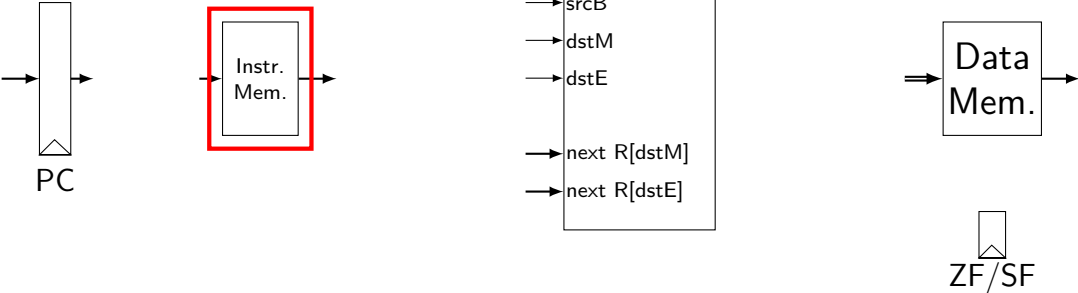 PC
Instr.
Mem.
srcB
dstM
dstE
next R[dstM]
next R[dstE]
Data
Mem.
ZF/SF